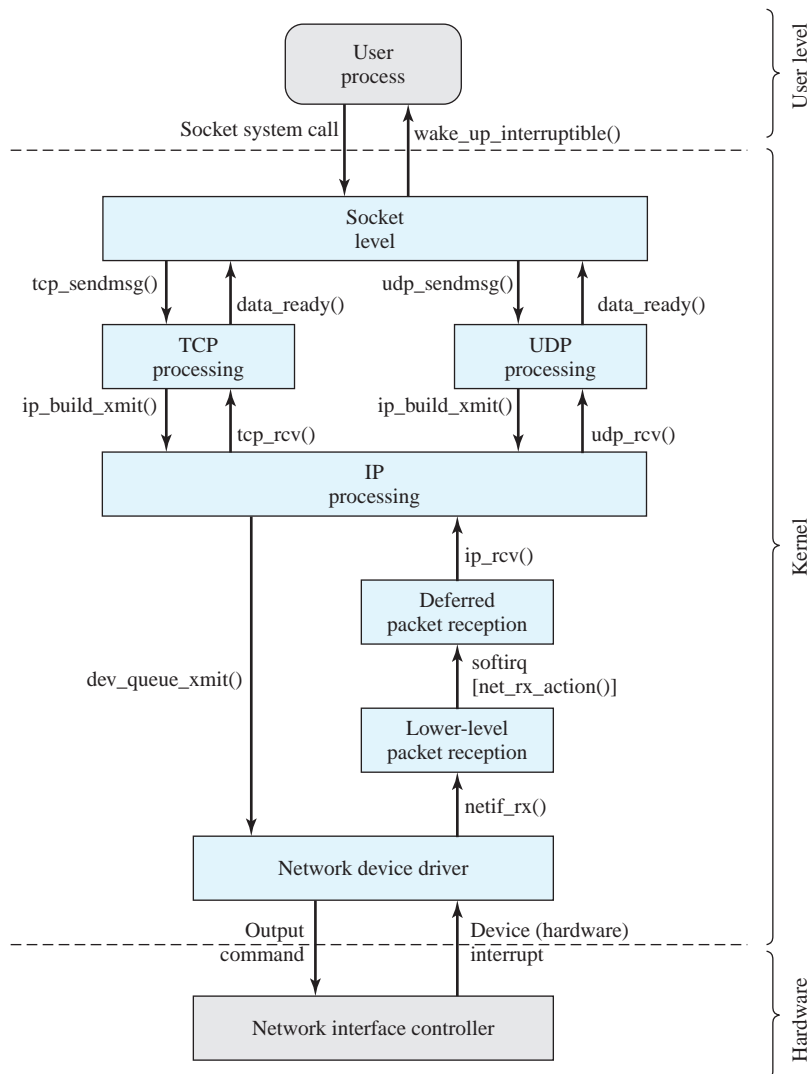 User
process
User level
Socket system call
wake_up_interruptible()
Socket
level
tcp_sendmsg()
data_ready()
udp_sendmsg()
data_ready()
TCP
processing
UDP
processing
ip_build_xmit()
tcp_rcv()
ip_build_xmit()
udp_rcv()
IP
processing
Kernel
ip_rcv()
Deferred
packet reception
dev_queue_xmit()
softirq
[net_rx_action()]
Lower-level
packet reception
netif_rx()
Network device driver
Output
command
Device (hardware)
interrupt
Network interface controller
Hardware